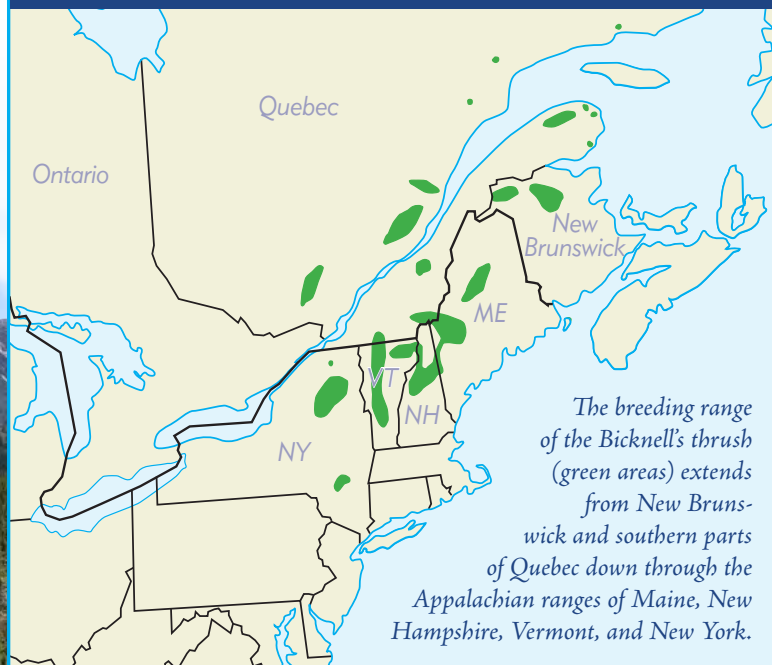 Quebec
Ontario
New
Brunswick
ME
VT
NH
NY
The breeding range
of the Bicknell's thrush
(green areas) extends
from New Bruns-
wick and southern parts
of Quebec down through the
Appalachian ranges of Maine, New
Hampshire, Vermont, and New York.